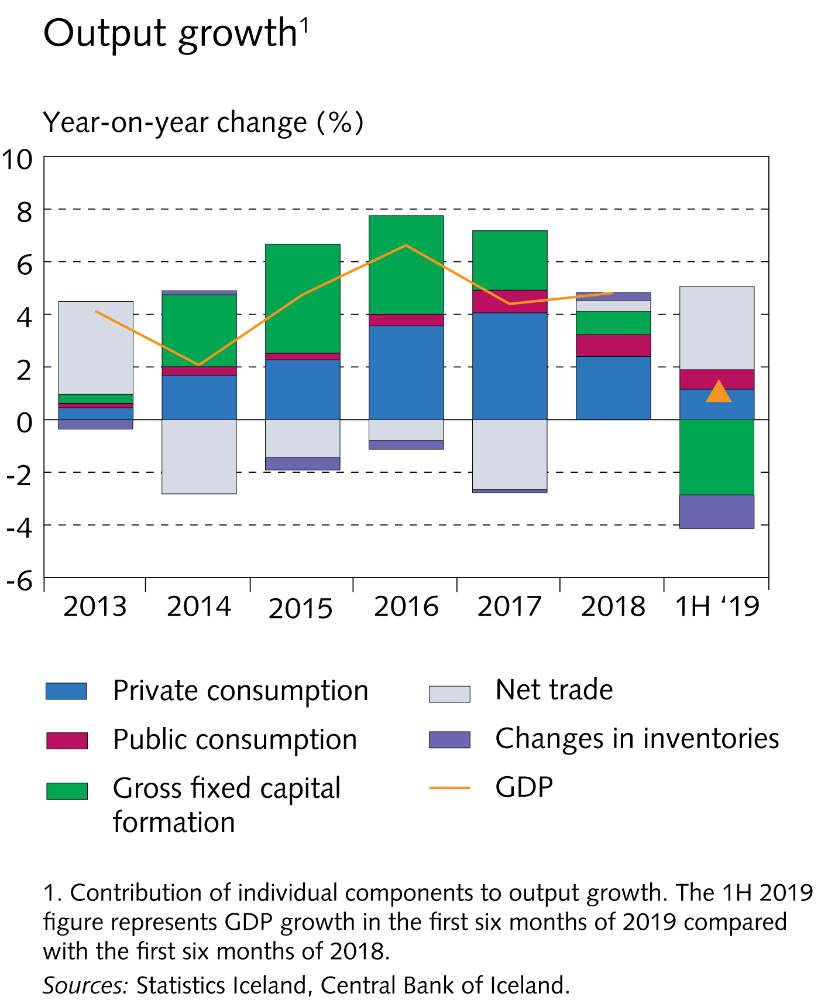 Output growth¹
Year-on-year change (%)
10
8
6
4
2
0
-2
-4
-6
2013 2014 2015 2016 2017 2018 1H ‘19
Private consumption
Public consumption
Gross fixed capital
formation
Net trade
Changes in inventories
GDP
1. Contribution of individual components to output growth. The 1H 2019
figure represents GDP growth in the first six months of 2019 compared
with the first six months of 2018.
Sources: Statistics Iceland, Central Bank of Iceland.